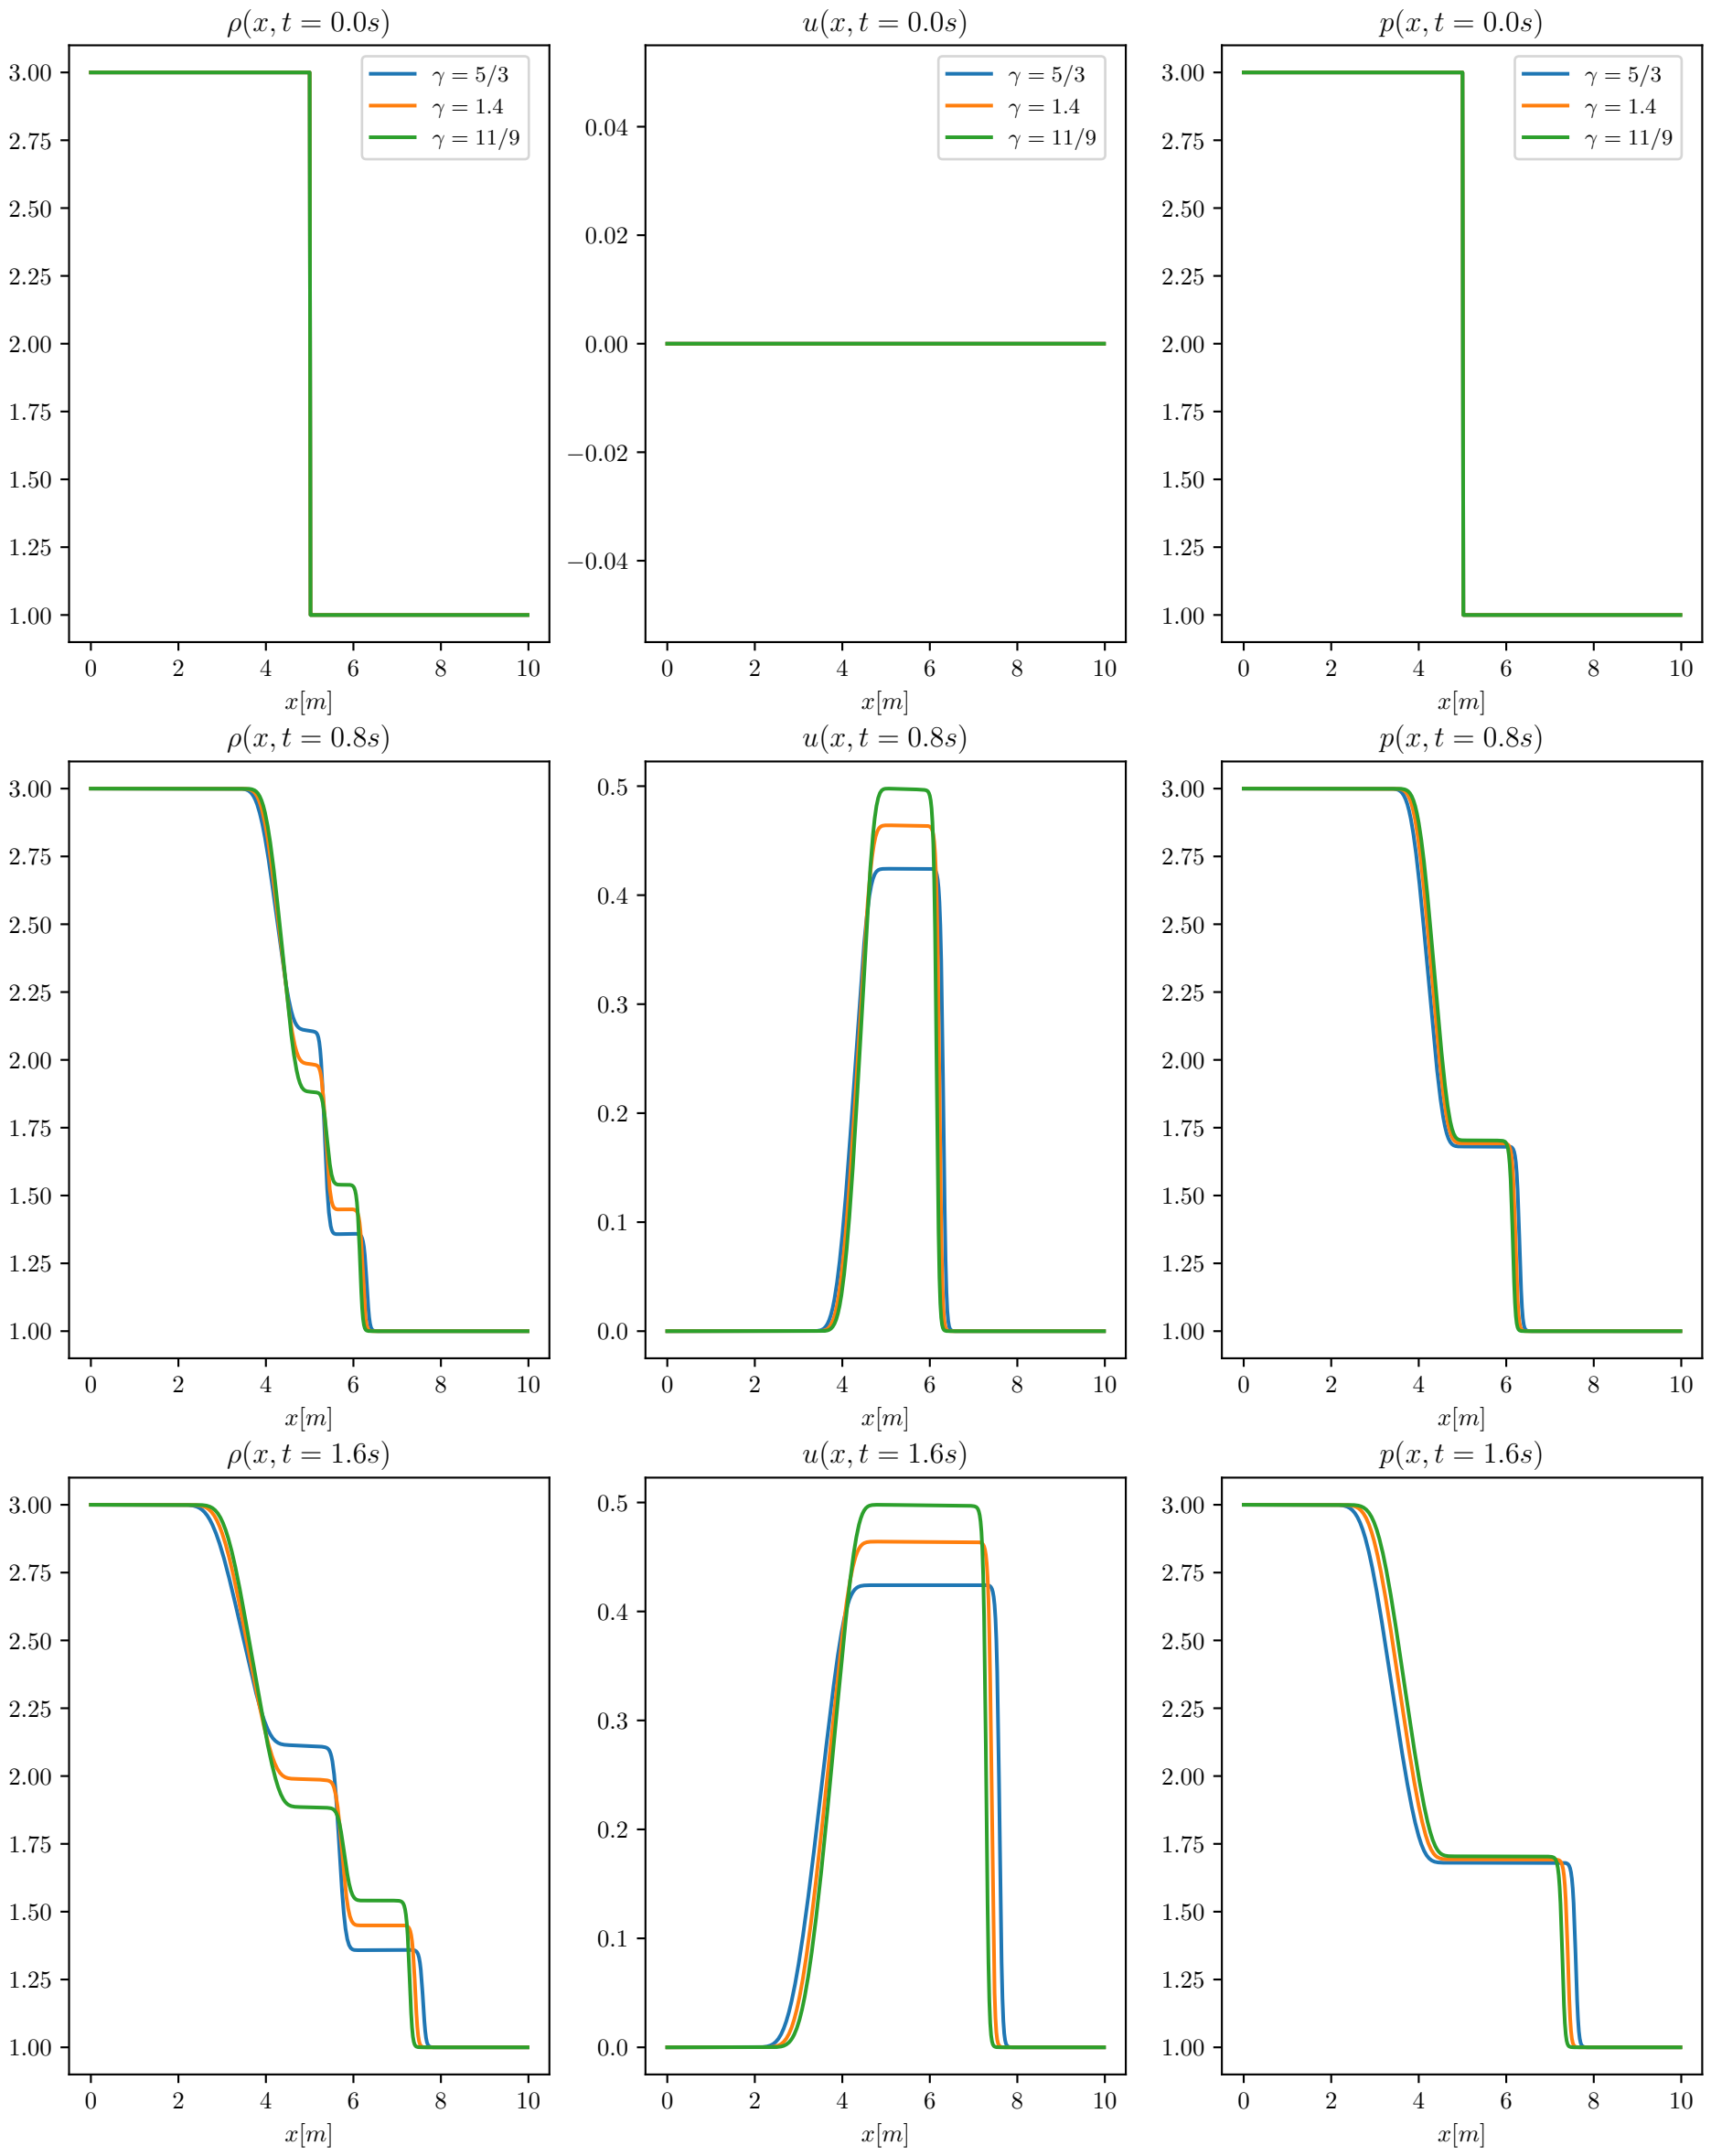 ρ(x, t = 0.0s)
3.00
2.75
2.50
2.25
2.00
1.75
1.50
1.25
1.00
γ = 5/3
γ = 1.4
γ = 11/9
0 2 4 6 8 10
x[m]
u(x, t = 0.0s)
0.04
0.02
0.00
−0.02
−0.04
γ = 5/3
γ = 1.4
γ = 11/9
0 2 4 6 8 10
x[m]
p(x, t = 0.0s)
3.00
2.75
2.50
2.25
2.00
1.75
1.50
1.25
1.00
γ = 5/3
γ = 1.4
γ = 11/9
0 2 4 6 8 10
x[m]
ρ(x, t = 0.8s)
3.00
2.75
2.50
2.25
2.00
1.75
1.50
1.25
1.00
0 2 4 6 8 10
x[m]
u(x, t = 0.8s)
0.5
0.4
0.3
0.2
0.1
0.0
0 2 4 6 8 10
x[m]
p(x, t = 0.8s)
3.00
2.75
2.50
2.25
2.00
1.75
1.50
1.25
1.00
0 2 4 6 8 10
x[m]
ρ(x, t = 1.6s)
3.00
2.75
2.50
2.25
2.00
1.75
1.50
1.25
1.00
0 2 4 6 8 10
x[m]
u(x, t = 1.6s)
0.5
0.4
0.3
0.2
0.1
0.0
0 2 4 6 8 10
x[m]
p(x, t = 1.6s)
3.00
2.75
2.50
2.25
2.00
1.75
1.50
1.25
1.00
0 2 4 6 8 10
x[m]